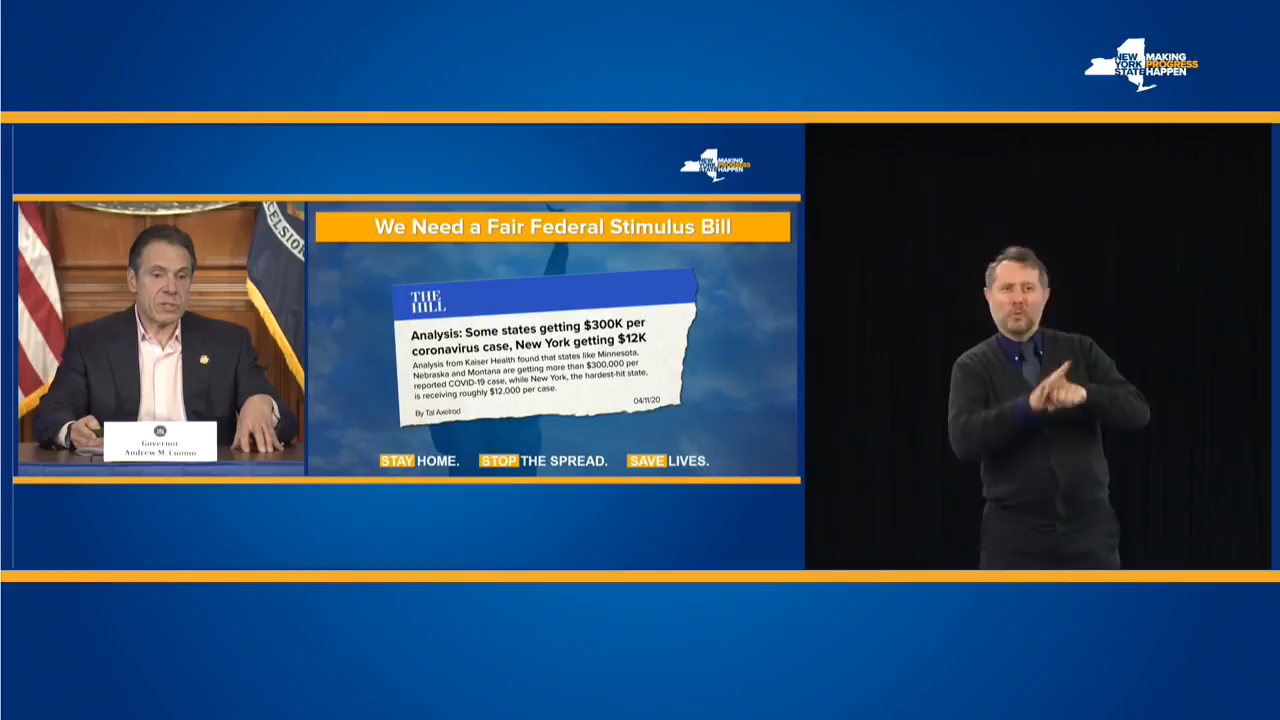 NEW
YORK
STATE
MAKING
PROGRESS
HAPPEN
NEW
YORK
STATE
MAKING
PROGRESS
HAPPEN
CELSIOR
Governor
Andrew M. Cuomo
We Need a Fair Federal Stimulus Bill
THE
HILL
Analysis: Some states getting $300K per
coronavirus case, New York getting $12K
Analysis from Kaiser Health found that states like Minnesota,
Nebraska and Montana are getting more than $300,000 per
reported COVID-19 case, while New York, the hardest-hit state,
is receiving roughly $12,000 per case.
By Tal Axelrod
04/11/20
STAY HOME. STOP THE SPREAD. SAVE LIVES.